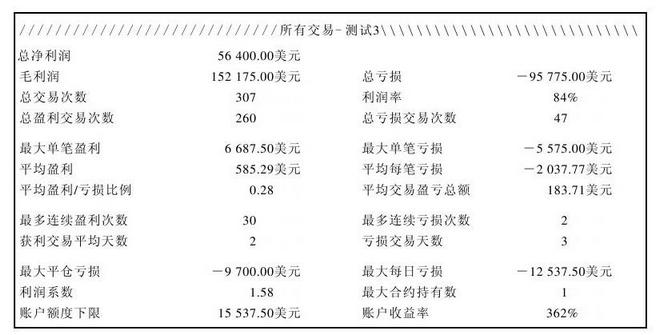 ////////////////////////////所有交易-测试3\\\\\\\\\\\\\\\\\\\\\\\\\\\\
总净利润 56 400.00美元
毛利润 152 175.00美元 总亏损 -95 775.00美元
总交易次数 307 利润率 84%
总盈利交易次数 260 总亏损交易次数 47
最大单笔盈利 6 687.50美元 最大单笔亏损 -5 575.00美元
平均盈利 585.29美元 平均每笔亏损 -2 037.77美元
平均盈利/亏损比例 0.28 平均交易盈亏总额 183.71美元
最多连续盈利次数 30 最多连续亏损次数 2
获利交易平均天数 2 亏损交易天数 3
最大平仓亏损 -9 700.00美元 最大每日亏损 -12 537.50美元
利润系数 1.58 最大合约持有数 1
账户额度下限 15 537.50美元 账户收益率 362%